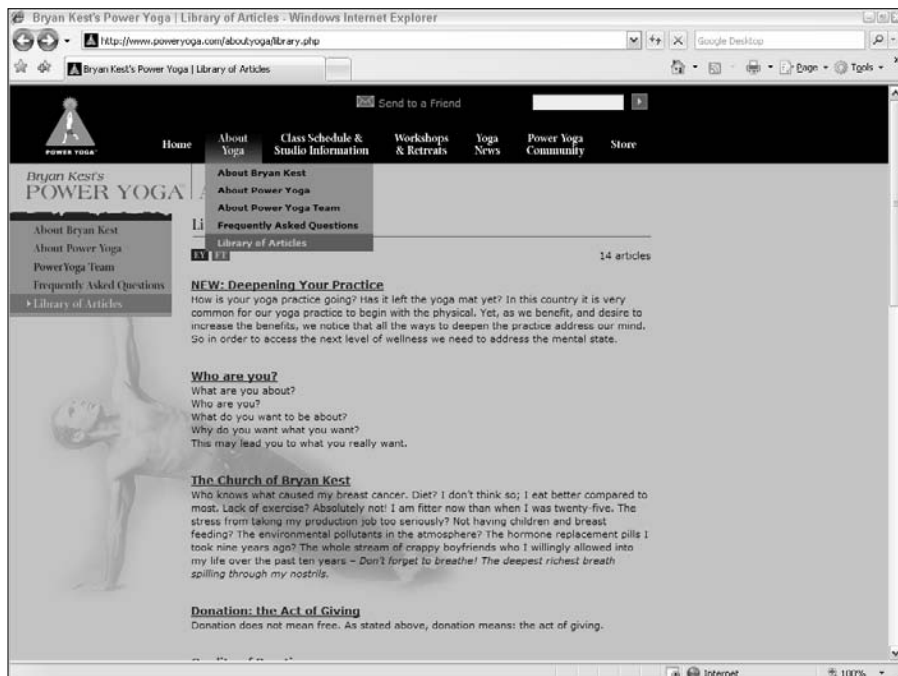 Bryan Kest's Power Yoga | Library of Articles - Windows Internet Explorer
http://www.poweryoga.com/aboutyoga/library.php
Google Desktop
Bryan Kest's Power Yoga | Library of Articles
Page
Tools
Send to a Friend
POWER YOGA
Home
About Yoga
Class Schedule & Studio Information
Workshops & Retreats
Yoga News
Power Yoga Community
Store
About Bryan Kest
About Power Yoga
About Power Yoga Team
Frequently Asked Questions
Library of Articles
Bryan Kest's
POWER YOGA
About Bryan Kest
About Power Yoga
PowerYoga Team
Frequently Asked Questions
Library of Articles
Li
14 articles
NEW: Deepening Your Practice
How is your yoga practice going? Has it left the yoga mat yet? In this country it is very
common for our yoga practice to begin with the physical. Yet, as we benefit, and desire to
increase the benefits, we notice that all the ways to deepen the practice address our mind.
So in order to access the next level of wellness we need to address the mental state.
Who are you?
What are you about?
Who are you?
What do you want to be about?
Why do you want what you want?
This may lead you to what you really want.
The Church of Bryan Kest
Who knows what caused my breast cancer. Diet? I don't think so; I eat better compared to
most. Lack of exercise? Absolutely not! I am fitter now than when I was twenty-five. The
stress from taking my production job too seriously? Not having children and breast
feeding? The environmental pollutants in the atmosphere? The hormone replacement pills I
took nine years ago? The whole stream of crappy boyfriends who I willingly allowed into
my life over the past ten years – Don't forget to breathe! The deepest richest breath
spilling through my nostrils.
Donation: the Act of Giving
Donation does not mean free. As stated above, donation means: the act of giving.
Internet
100%